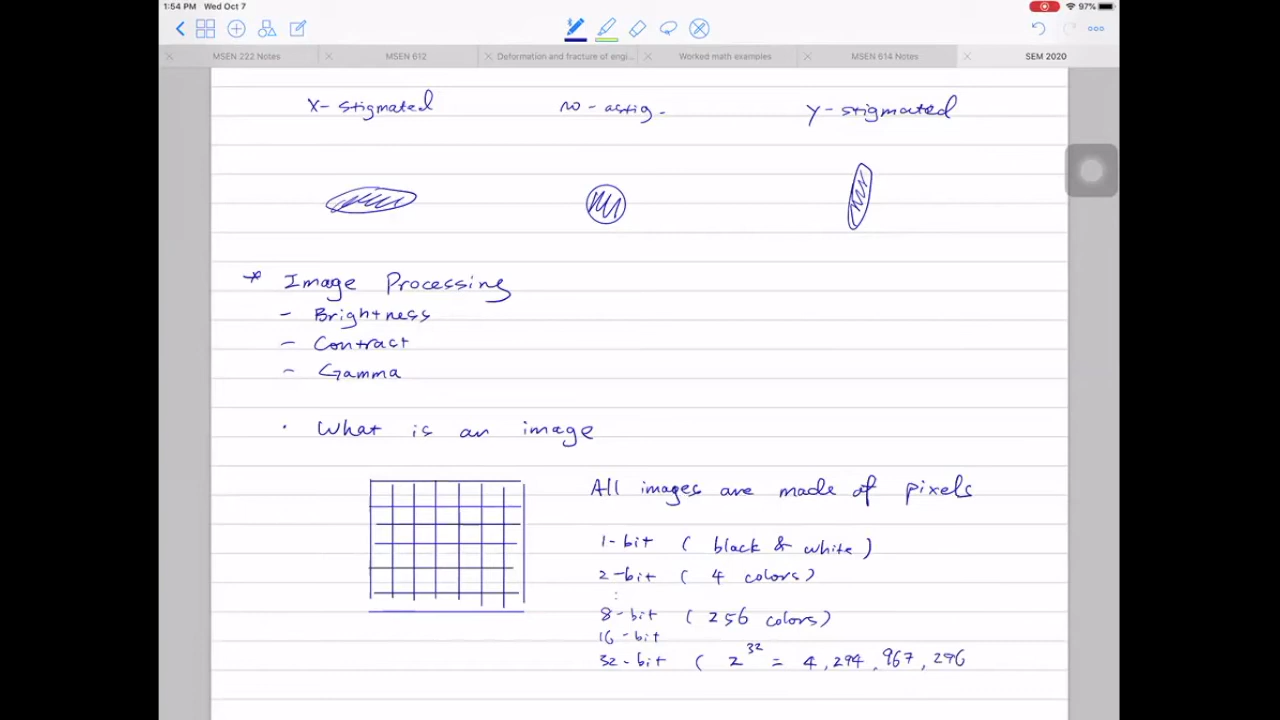 1:54 PM Wed Oct 7
97%
MSEN 222 Notes
MSEN 612
Deformation and fracture of engi...
Worked math examples
MSEN 614 Notes
SEM 2020
X-stigmated no-astig. Y-stigmated
* Image Processing
- Brightness
- Contract
- Gamma
· What is an image
All images are made of pixels
1-bit ( black & white )
2-bit ( 4 colors )
:
8-bit ( 256 colors )
16-bit
32-bit ( 2^32 = 4,294,967,296